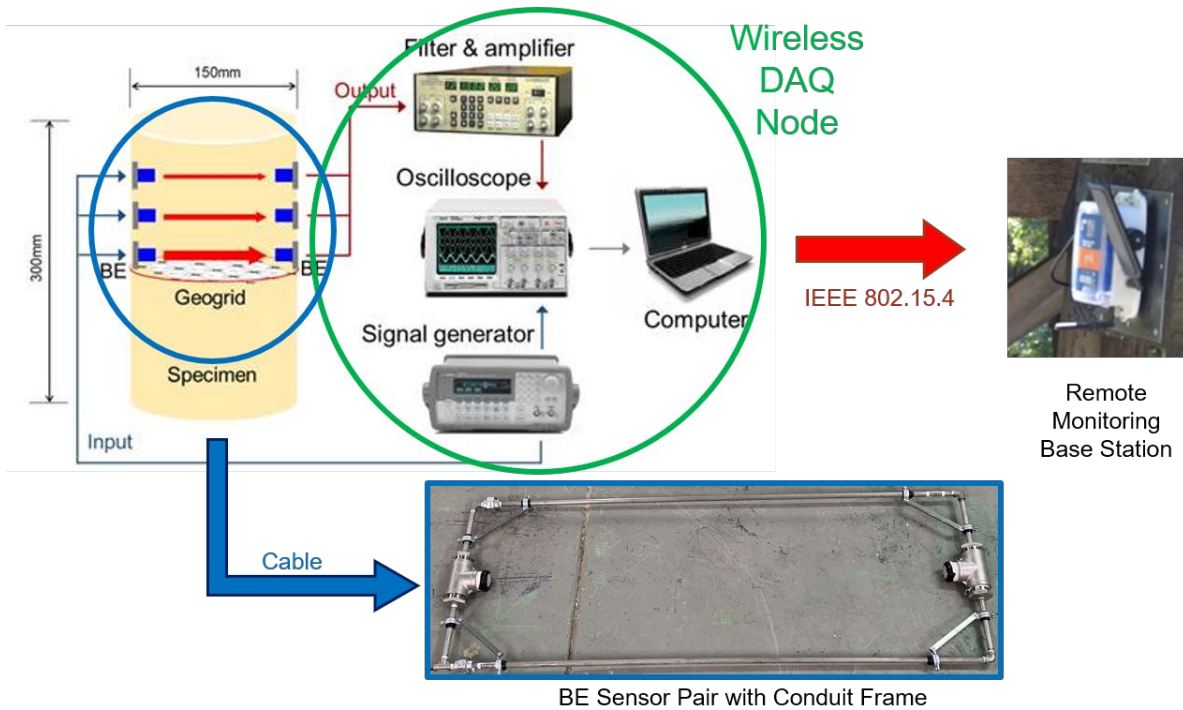 Filter & amplifier
Wireless
DAQ
Node
150mm
Output
Oscilloscope
300mm
BE
BE
Geogrid
Signal generator
Computer
IEEE 802.15.4
Specimen
Input
Remote
Monitoring
Base Station
Cable
BE Sensor Pair with Conduit Frame